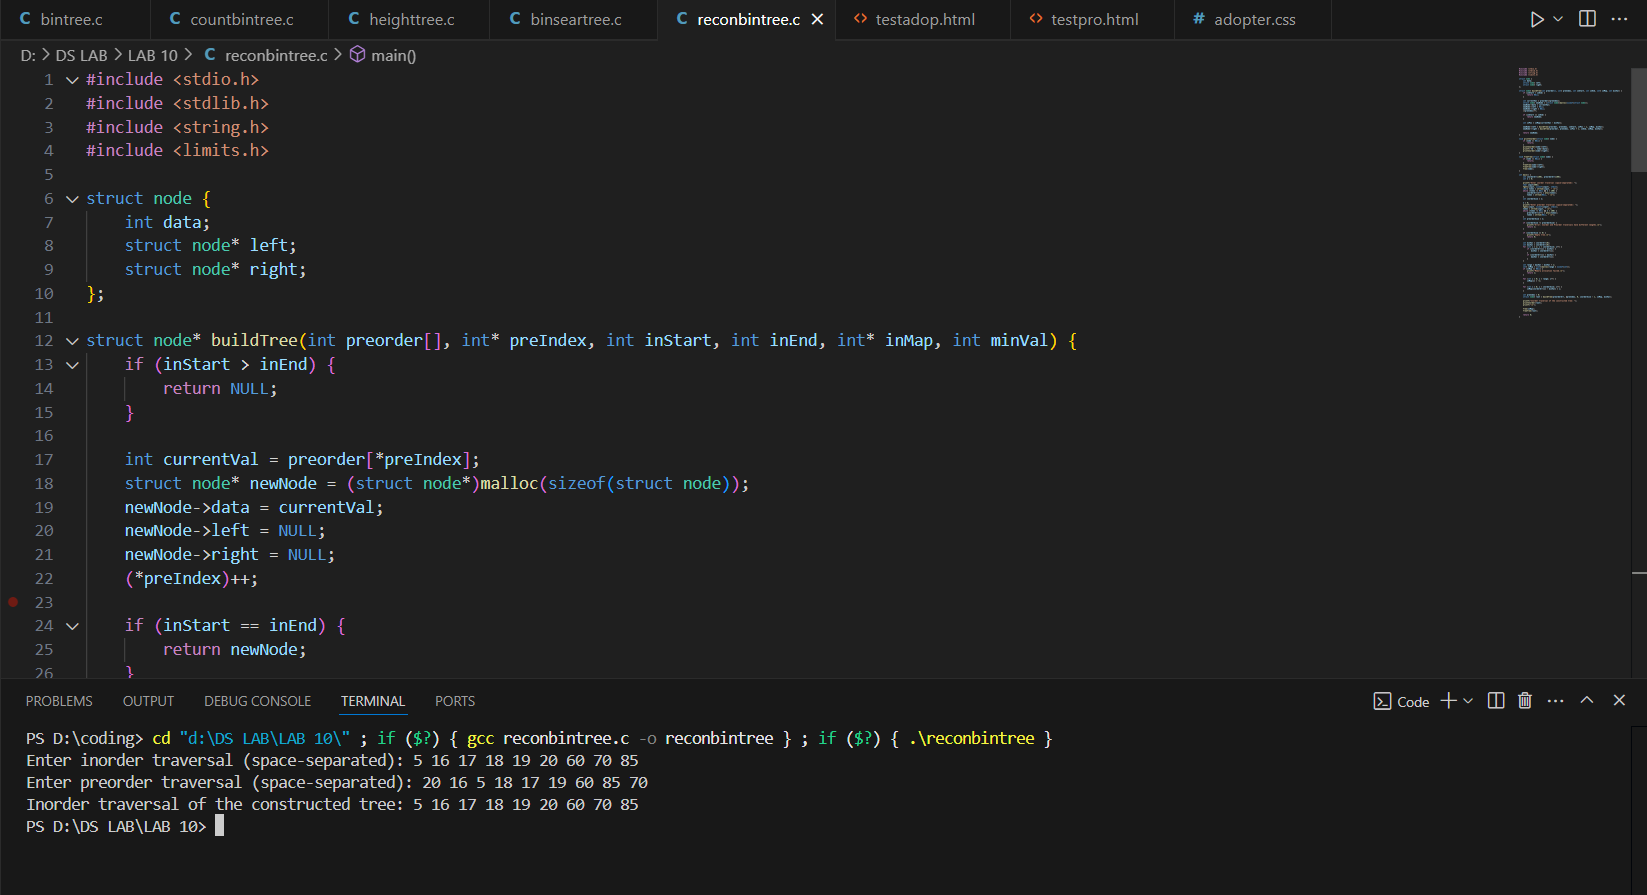 C bintree.c C countbintree.c C heighttree.c C binseartree.c C reconbintree.c × <> testadop.html <> testpro.html # adopter.css
D: > DS LAB > LAB 10 > C reconbintree.c > main()
1 #include <stdio.h>
2 #include <stdlib.h>
3 #include <string.h>
4 #include <limits.h>
5
6 struct node {
7 int data;
8 struct node* left;
9 struct node* right;
10 };
11
12 struct node* buildTree(int preorder[], int* preIndex, int inStart, int inEnd, int* inMap, int minVal) {
13 if (inStart > inEnd) {
14 return NULL;
15 }
16
17 int currentVal = preorder[*preIndex];
18 struct node* newNode = (struct node*)malloc(sizeof(struct node));
19 newNode->data = currentVal;
20 newNode->left = NULL;
21 newNode->right = NULL;
22 (*preIndex)++;
23
24 if (inStart == inEnd) {
25 return newNode;
26 }
PROBLEMS OUTPUT DEBUG CONSOLE TERMINAL PORTS Code
PS D:\coding> cd "d:\DS LAB\LAB 10\" ; if ($?) { gcc reconbintree.c -o reconbintree } ; if ($?) { .\reconbintree }
Enter inorder traversal (space-separated): 5 16 17 18 19 20 60 70 85
Enter preorder traversal (space-separated): 20 16 5 18 17 19 60 85 70
Inorder traversal of the constructed tree: 5 16 17 18 19 20 60 70 85
PS D:\DS LAB\LAB 10>